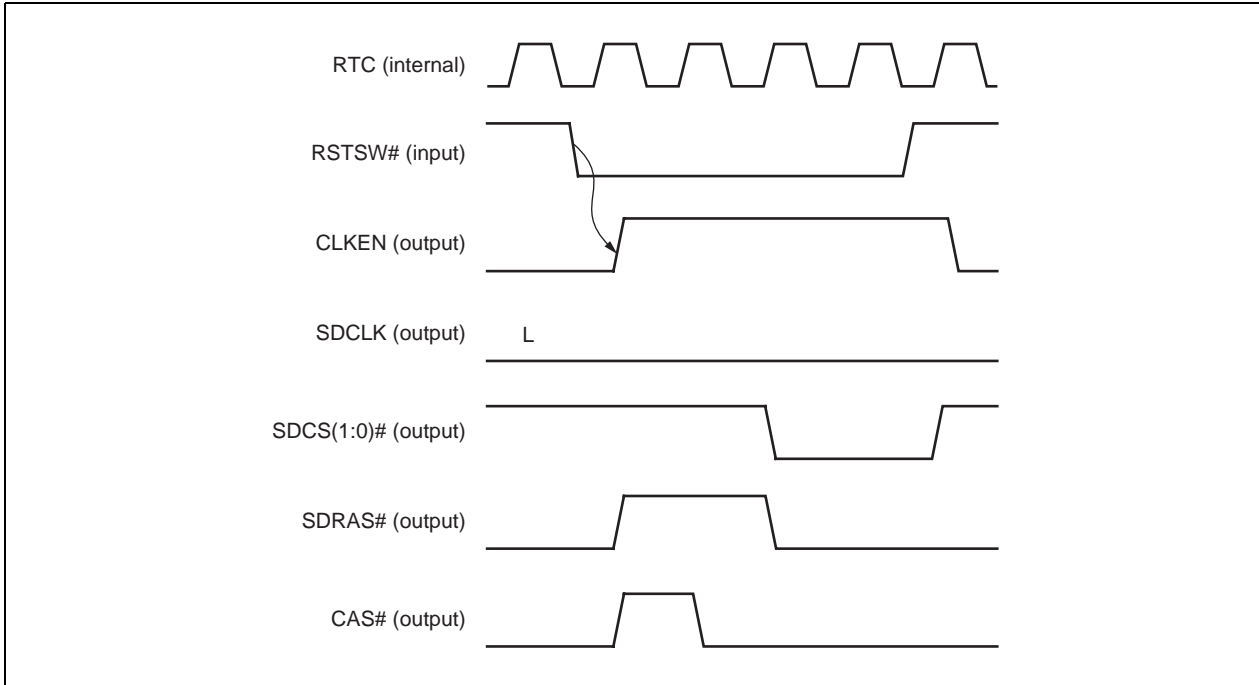 RTC (internal)
RSTSW# (input)
CLKEN (output)
SDCLK (output)
L
SDCS(1:0)# (output)
SDRAS# (output)
CAS# (output)